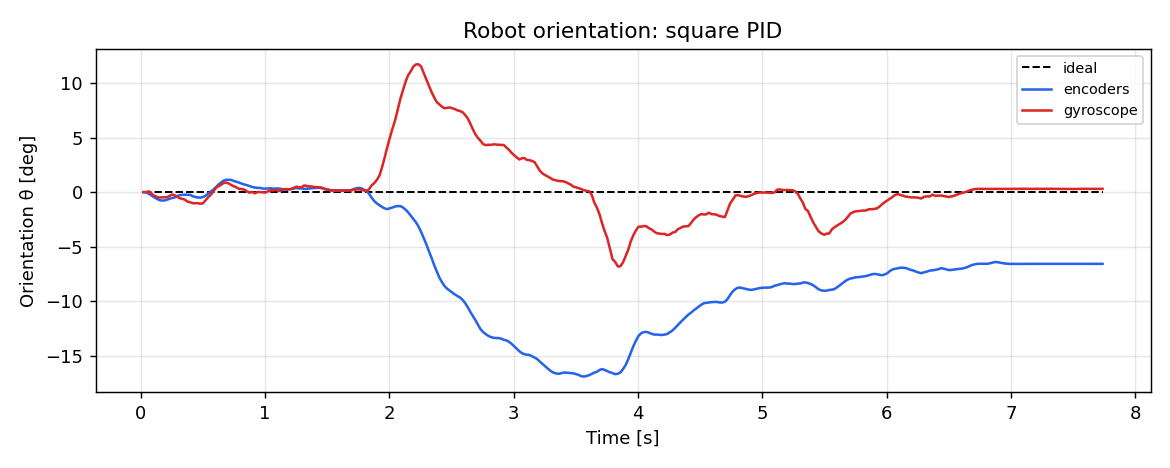 Robot orientation: square PID
ideal
encoders
gyroscope
Orientation θ [deg]
10
5
0
−5
−10
−15
0 1 2 3 4 5 6 7 8
Time [s]